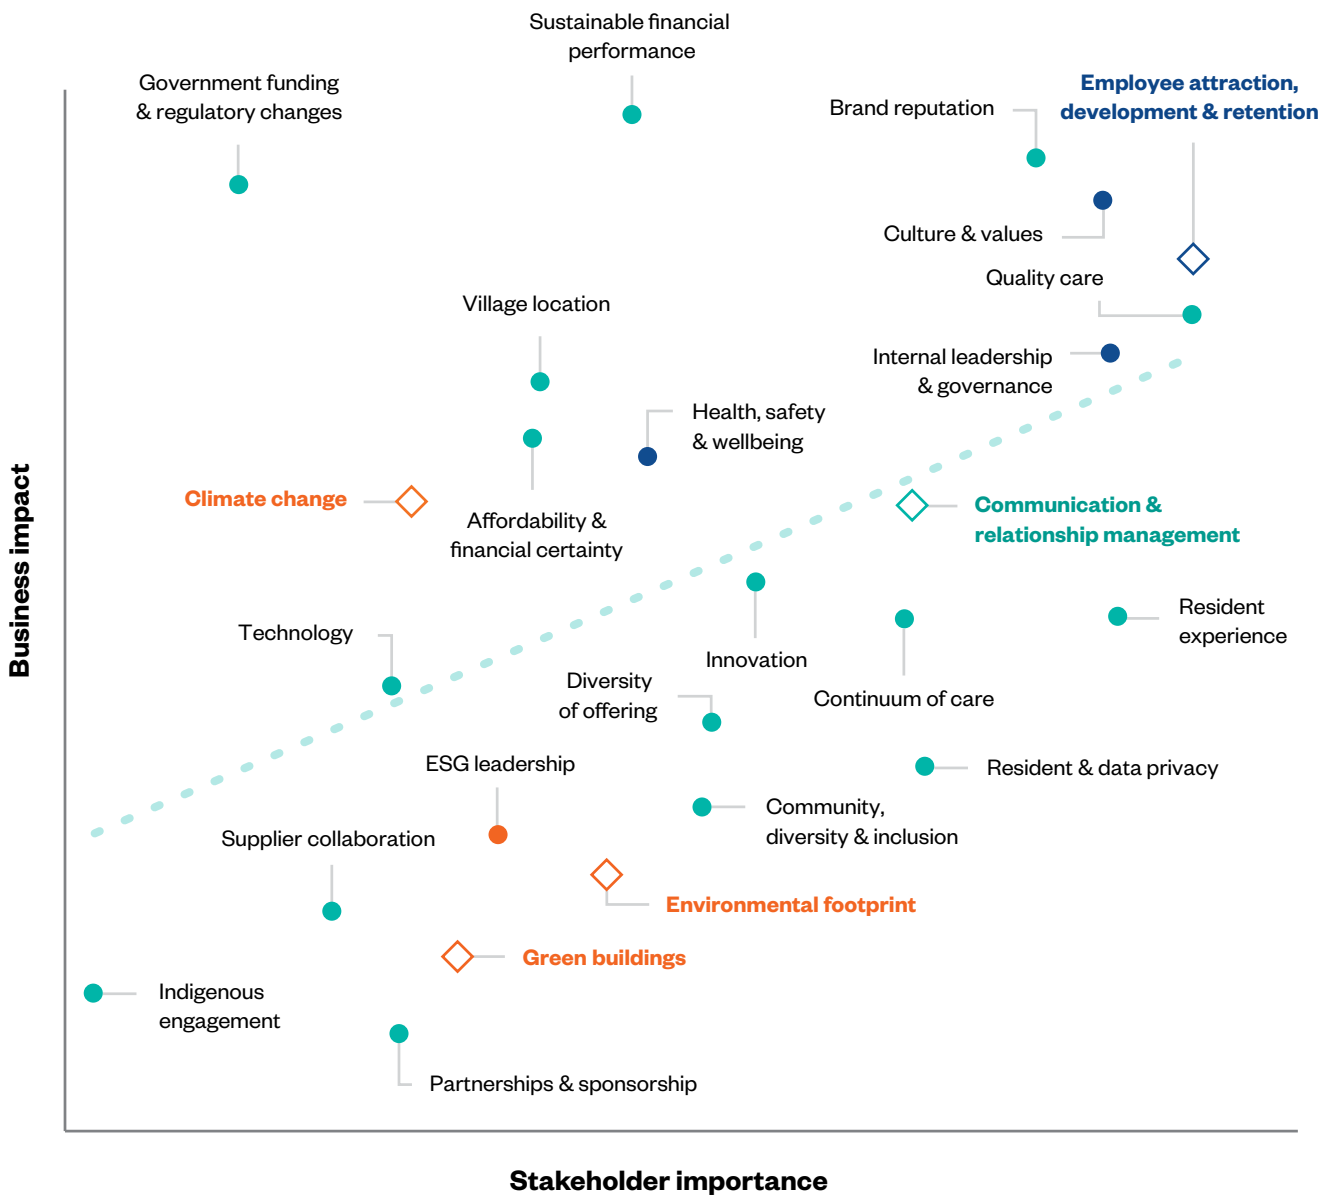 Sustainable financial
performance
Government funding
& regulatory changes
Brand reputation
Employee attraction,
development & retention
Culture & values
Quality care
Village location
Internal leadership
& governance
Health, safety
& wellbeing
Climate change
Affordability &
financial certainty
Communication &
relationship management
Business impact
Technology
Innovation
Resident
experience
Diversity
of offering
Continuum of care
ESG leadership
Resident & data privacy
Community,
diversity & inclusion
Supplier collaboration
Environmental footprint
Green buildings
Indigenous
engagement
Partnerships & sponsorship
Stakeholder importance